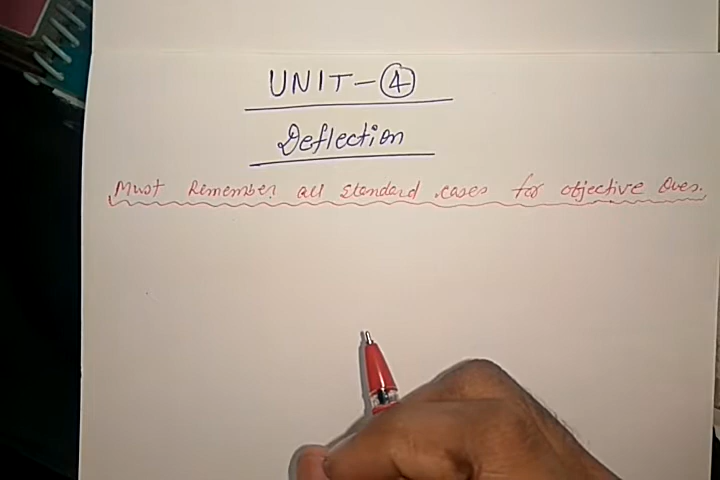 UNIT - 4
Deflection
Must Remember all standard cases for objective Ques.